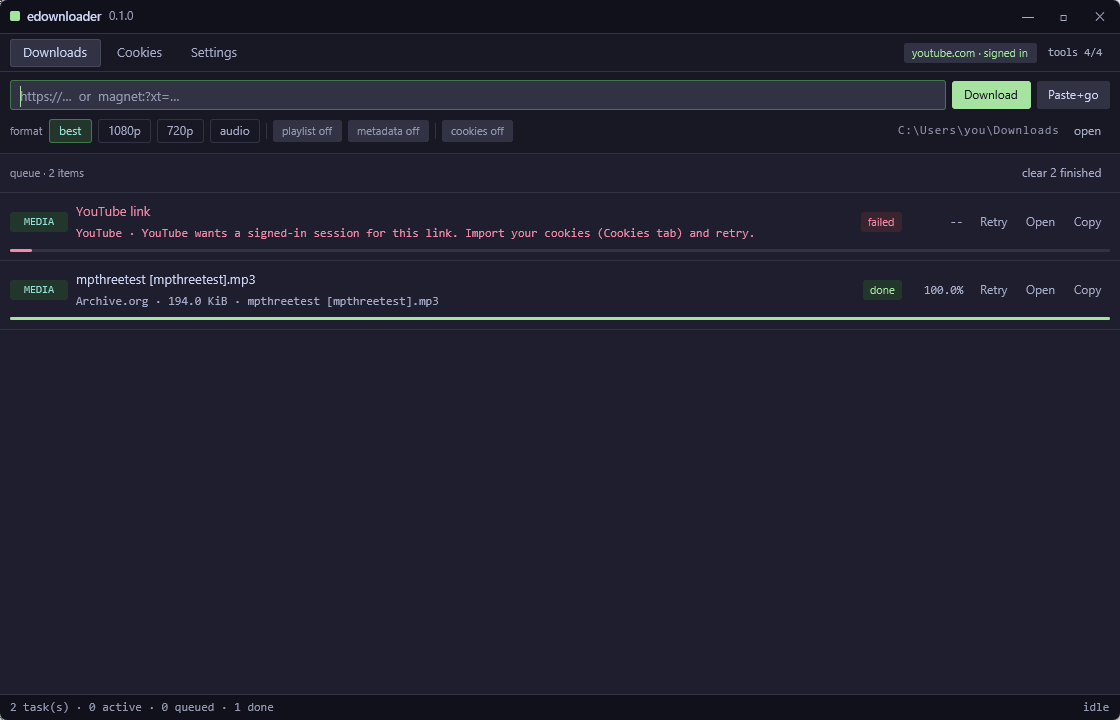 edownloader 0.1.0
Downloads Cookies Settings youtube.com · signed in tools 4/4
https://... or magnet:?xt=... Download Paste+go
format best 1080p 720p audio playlist off metadata off cookies off C:\Users\you\Downloads open
queue · 2 items clear 2 finished
MEDIA YouTube link failed -- Retry Open Copy
YouTube · YouTube wants a signed-in session for this link. Import your cookies (Cookies tab) and retry.
MEDIA mpthreetest [mpthreetest].mp3 done 100.0% Retry Open Copy
Archive.org · 194.0 KiB · mpthreetest [mpthreetest].mp3
2 task(s) · 0 active · 0 queued · 1 done idle